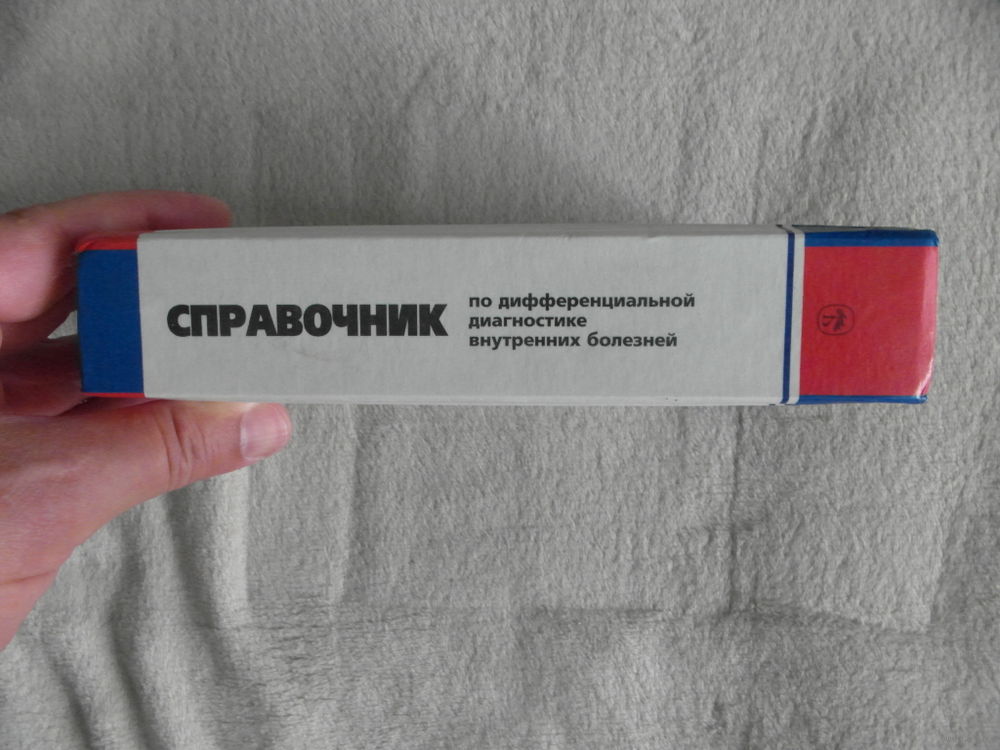 СПРАВОЧНИК
по дифференциальной
диагностике
внутренних болезней